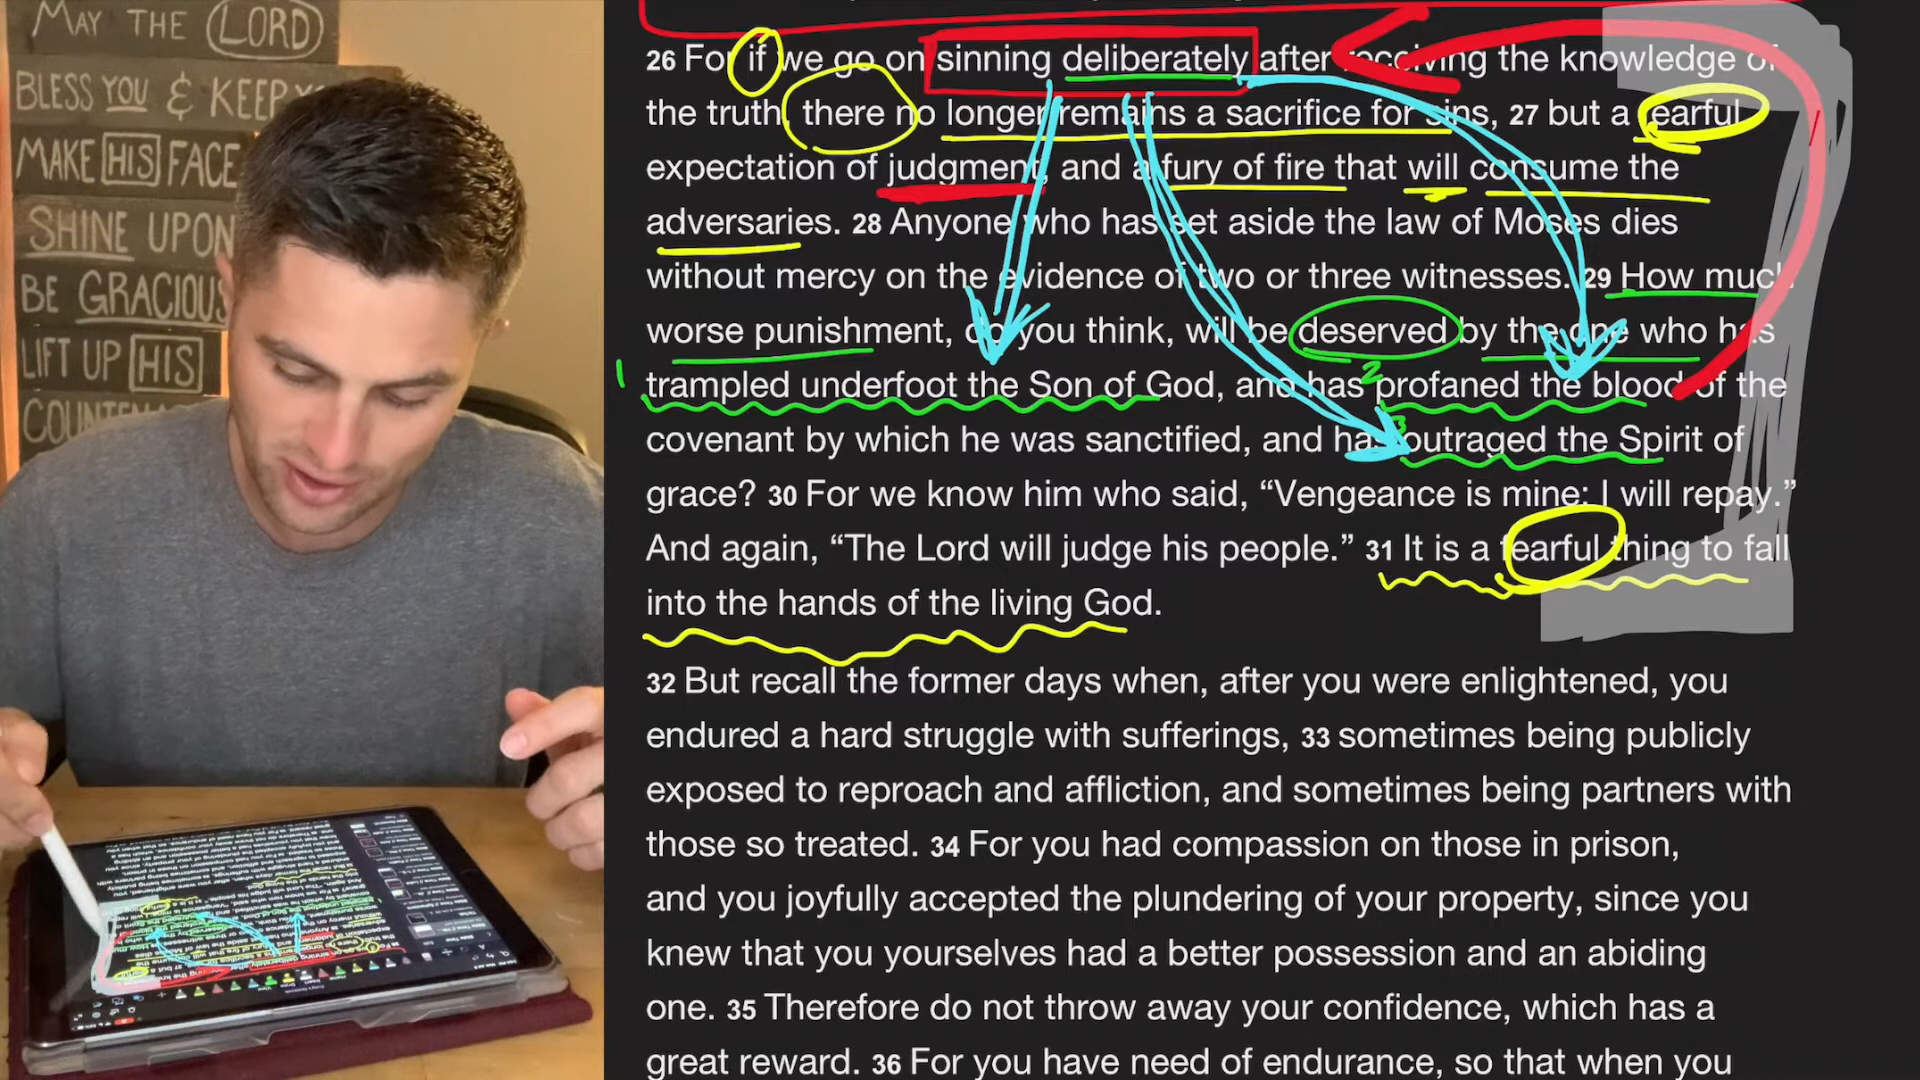 MAY THE LORD
BLESS YOU & KEEP
MAKE HIS FACE
SHINE UPON
BE GRACIOUS
LIFT UP HIS
26 For if we go on sinning deliberately after receiving the knowledge of
the truth, there no longer remains a sacrifice for sins, 27 but a fearful
expectation of judgment, and a fury of fire that will consume the
adversaries. 28 Anyone who has set aside the law of Moses dies
without mercy on the evidence of two or three witnesses. 29 How much
worse punishment, do you think, will be deserved by the one who has
1 trampled underfoot the Son of God, and has 2 profaned the blood of the
covenant by which he was sanctified, and has 3 outraged the Spirit of
grace? 30 For we know him who said, “Vengeance is mine; I will repay.”
And again, “The Lord will judge his people.” 31 It is a fearful thing to fall
into the hands of the living God.
32 But recall the former days when, after you were enlightened, you
endured a hard struggle with sufferings, 33 sometimes being publicly
exposed to reproach and affliction, and sometimes being partners with
those so treated. 34 For you had compassion on those in prison,
and you joyfully accepted the plundering of your property, since you
knew that you yourselves had a better possession and an abiding
one. 35 Therefore do not throw away your confidence, which has a
great reward. 36 For you have need of endurance, so that when you